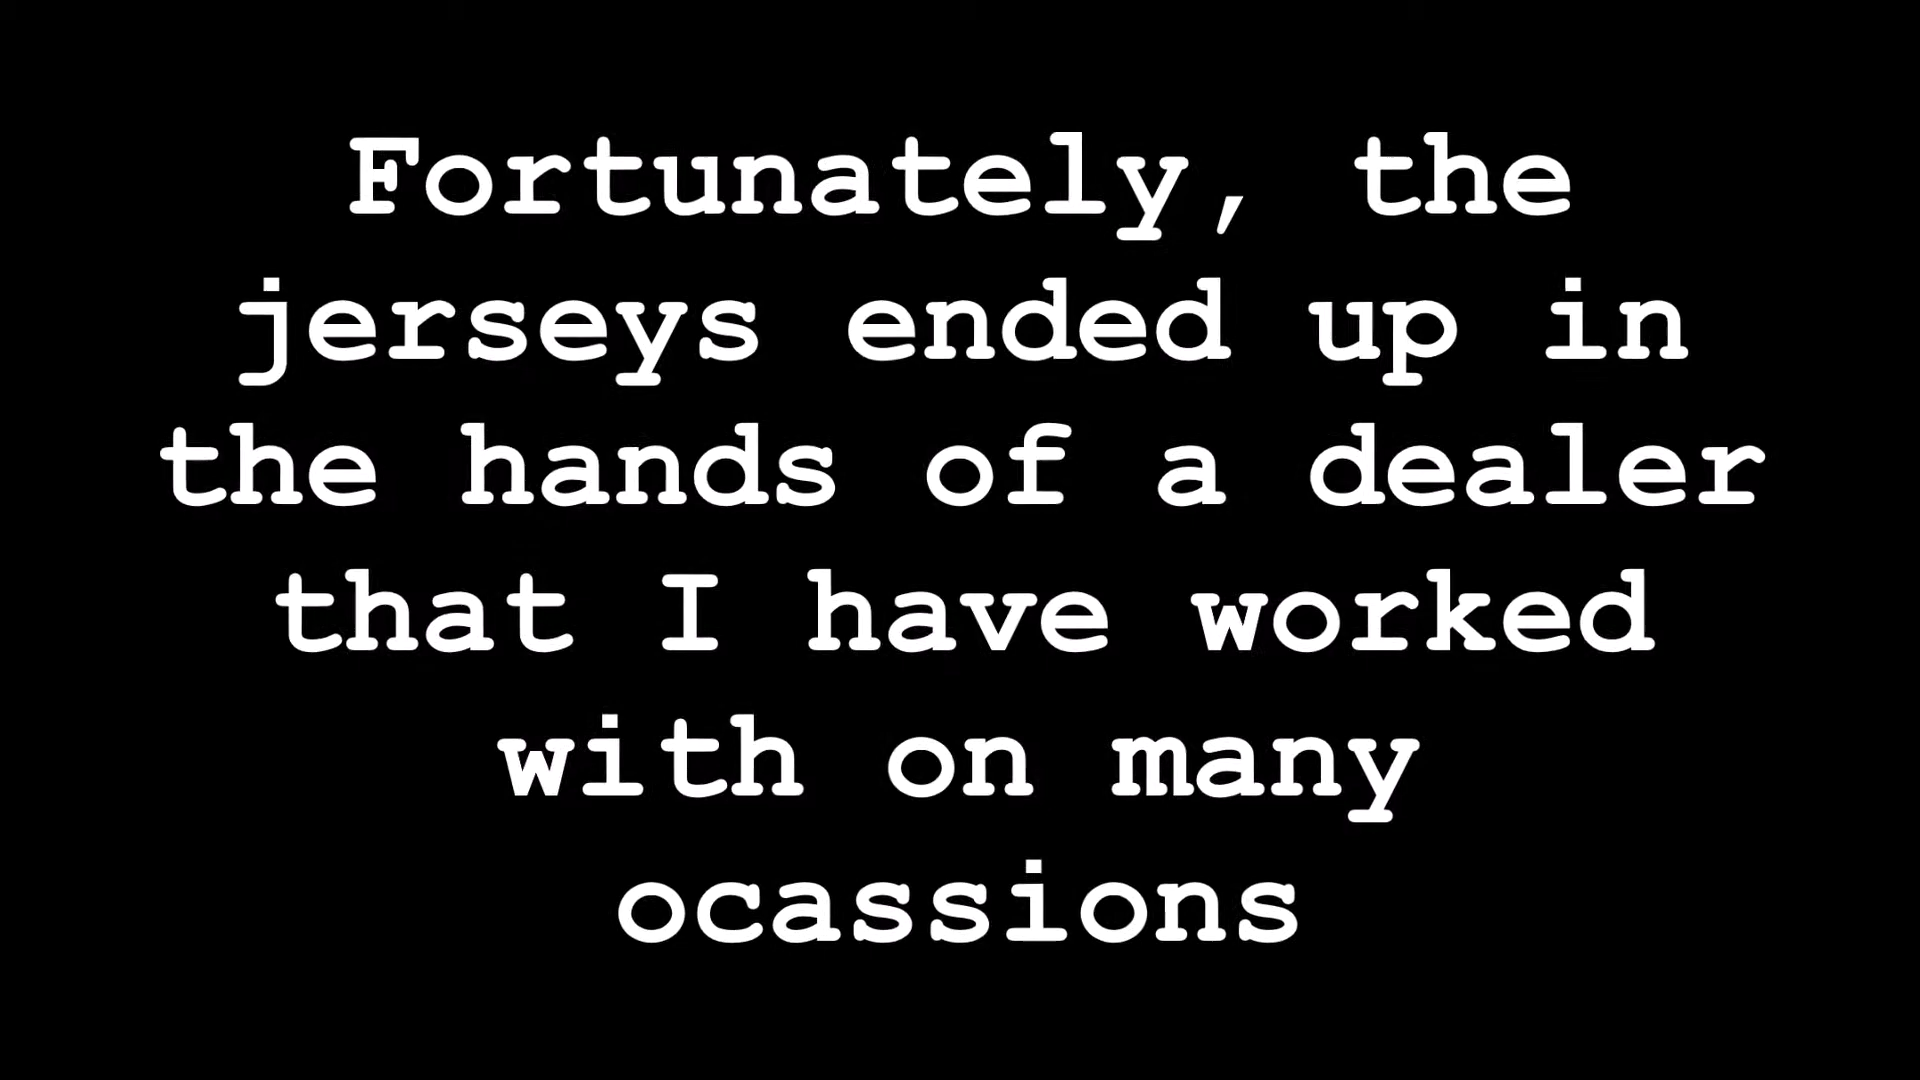 Fortunately, the
jerseys ended up in
the hands of a dealer
that I have worked
with on many
ocassions